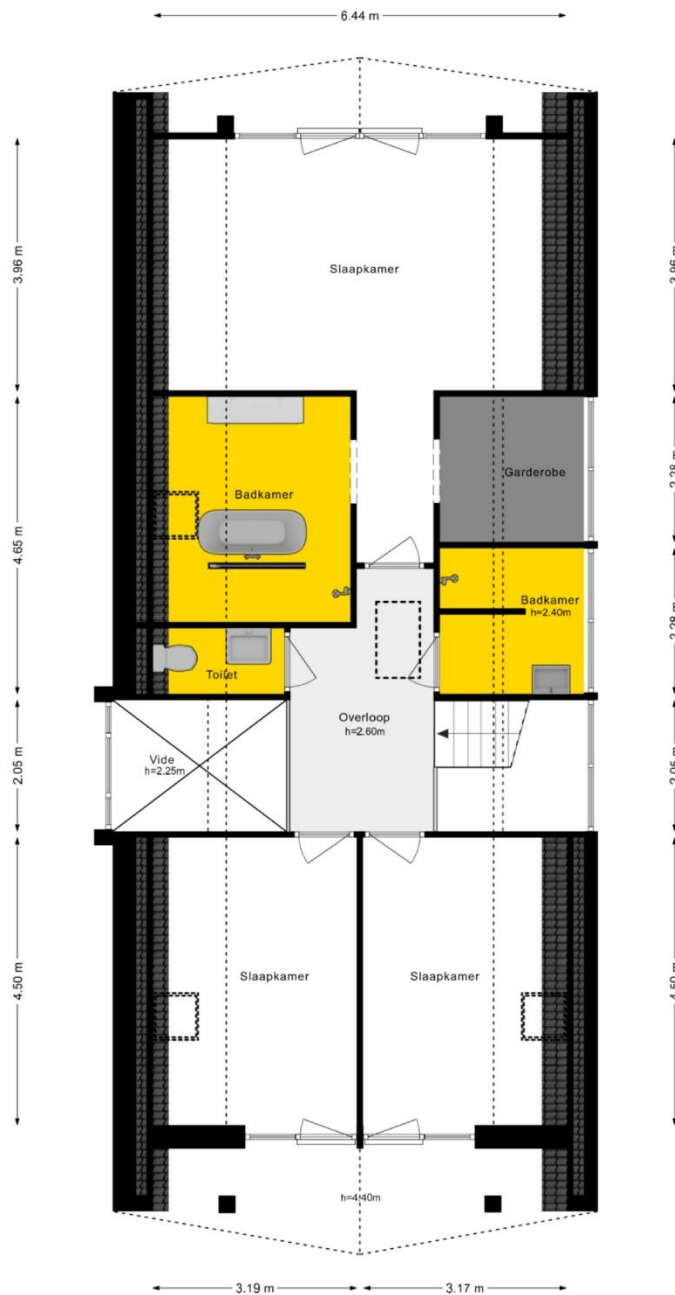 6.44 m
3.96 m
3.96 m
Slaapkamer
4.65 m
2.28 m
Garderobe
Badkamer
Badkamer
h=2.40m
2.28 m
Toilet
Overloop
h=2.60m
Vide
h=2.25m
2.05 m
2.05 m
Slaapkamer
Slaapkamer
4.50 m
4.50 m
h=4.40m
3.19 m
3.17 m